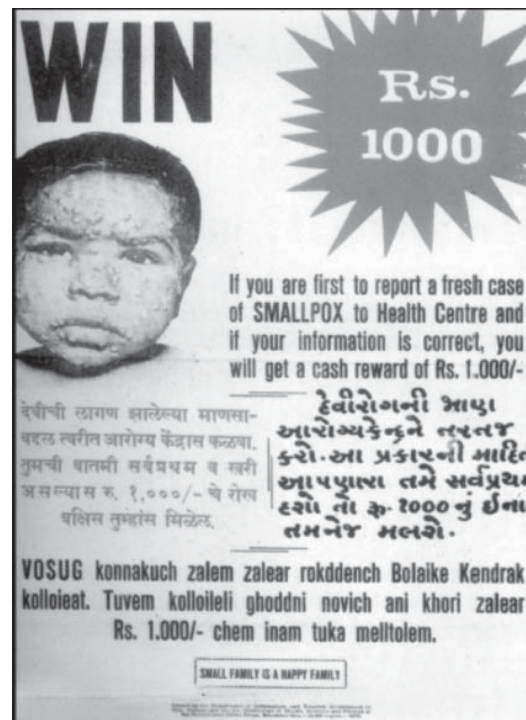 WIN
Rs.
1000
If you are first to report a fresh case
of SMALLPOX to Health Centre and
if your information is correct, you
will get a cash reward of Rs. 1.000/-
देवीची लागण झालेल्या माणसा-
बद्दल त्वरीत आरोग्य केंद्रास कळवा.
तुमची बातमी सर्वप्रथम व खरी
असल्यास रु. १,०००/- चे रोख
बक्षिस तुम्हांस मिळेल.
દેવીરોગની જાણ
આરોગ્યકેન્દ્રને તરતજ
કરો. આ પ્રકારની માહિતી
આપણારા તમે સર્વપ્રથમ
હશો તો રૂ. ૧૦૦૦ નું ઈના
તમનેજ મલશે.
VOSUG konnakuch zalem zalear rokddench Bolaike Kendrak
kolloieat. Tuvem kolloileli ghoddni novich ani khori zalear
Rs. 1.000/- chem inam tuka melltolem.
SMALL FAMILY IS A HAPPY FAMILY